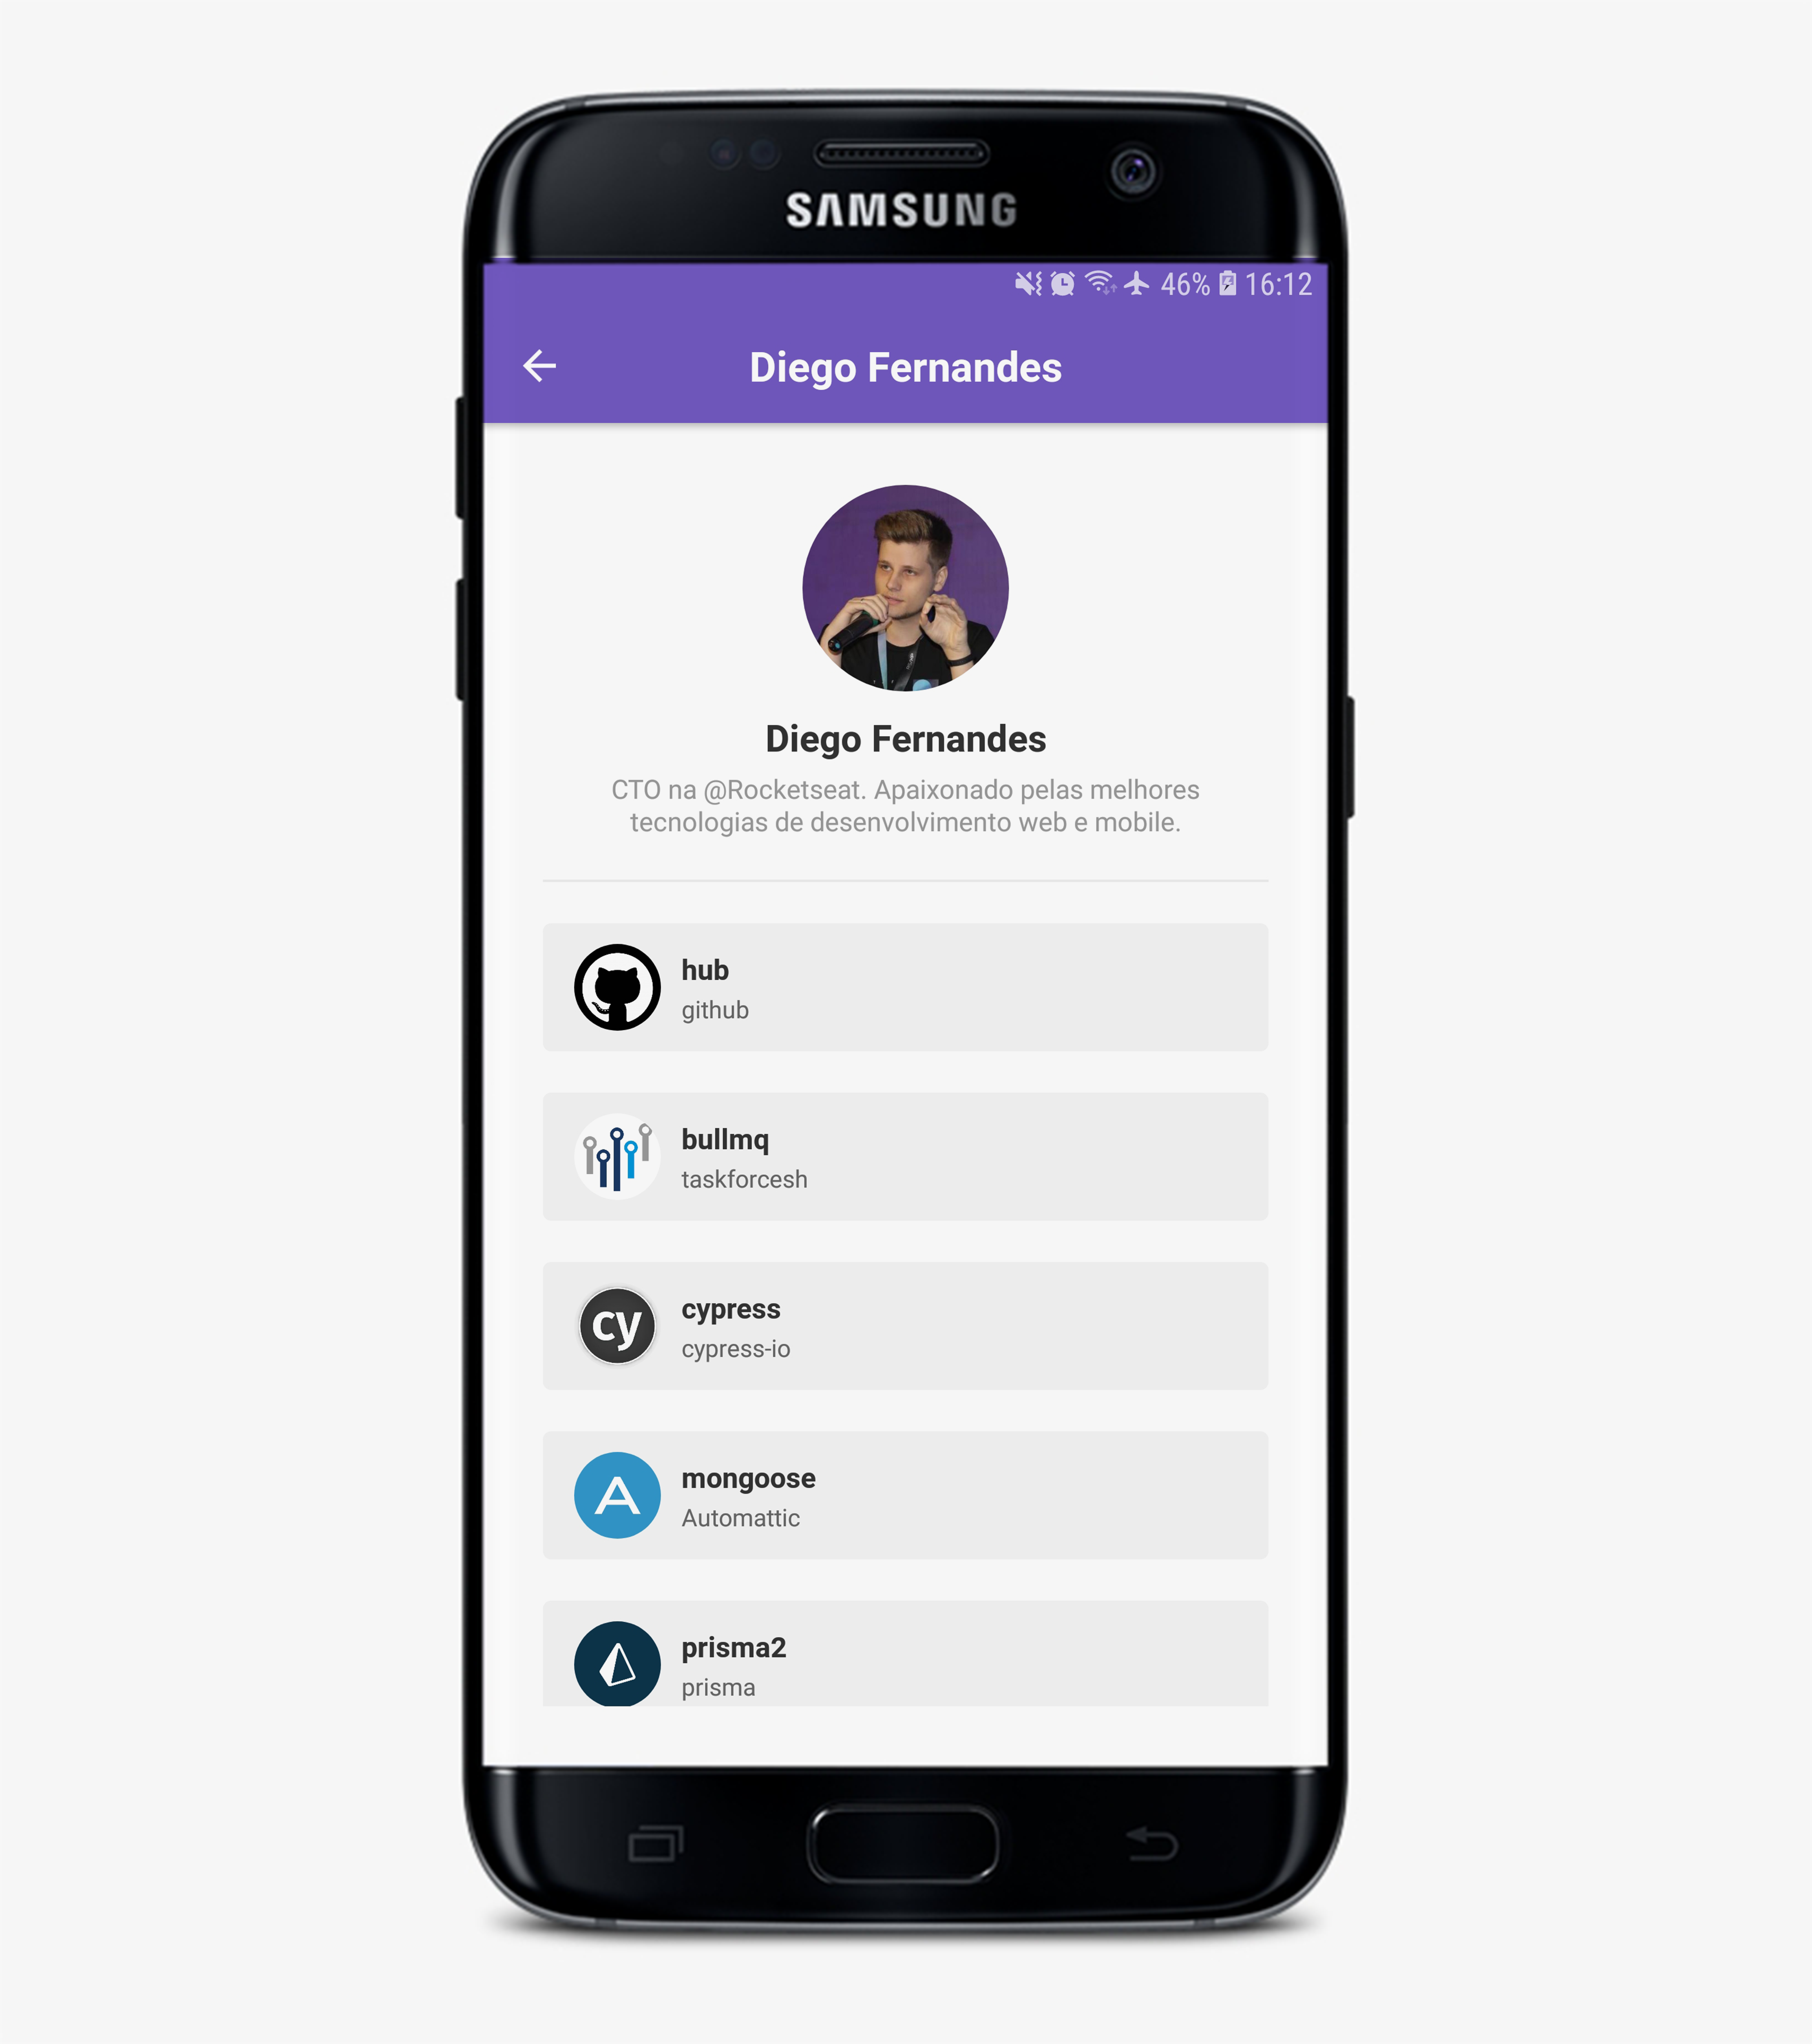 SAMSUNG
46% 16:12
Diego Fernandes
Diego Fernandes
CTO na @Rocketseat. Apaixonado pelas melhores
tecnologias de desenvolvimento web e mobile.
hub
github
bullmq
taskforcesh
cy
cypress
cypress-io
A
mongoose
Automattic
prisma2
prisma